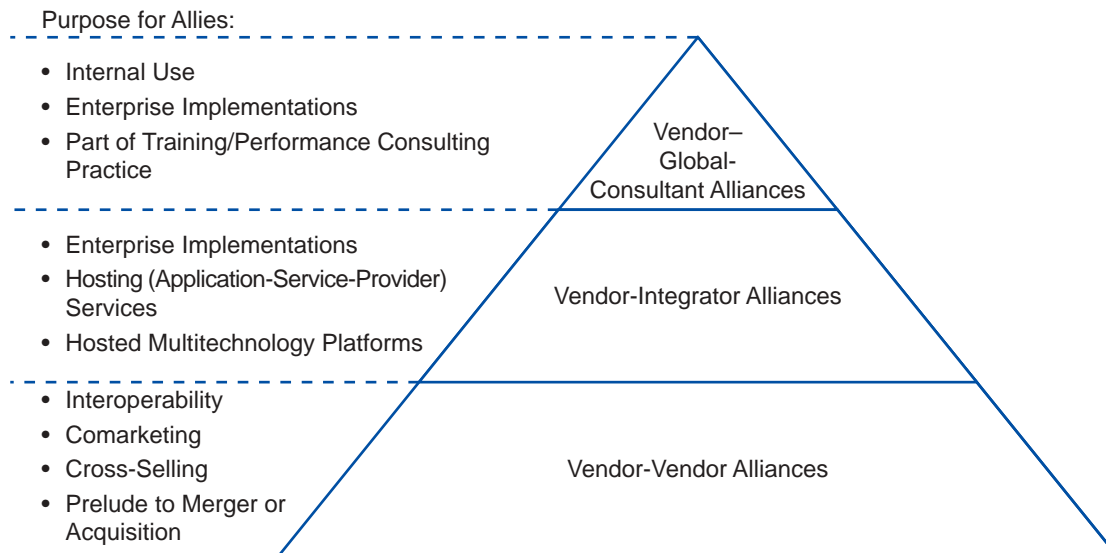 Purpose for Allies:
• Internal Use
• Enterprise Implementations
• Part of Training/Performance Consulting
Practice
Vendor–
Global-
Consultant Alliances
• Enterprise Implementations
• Hosting (Application-Service-Provider)
Services
• Hosted Multitechnology Platforms
Vendor-Integrator Alliances
• Interoperability
• Comarketing
• Cross-Selling
• Prelude to Merger or
Acquisition
Vendor-Vendor Alliances